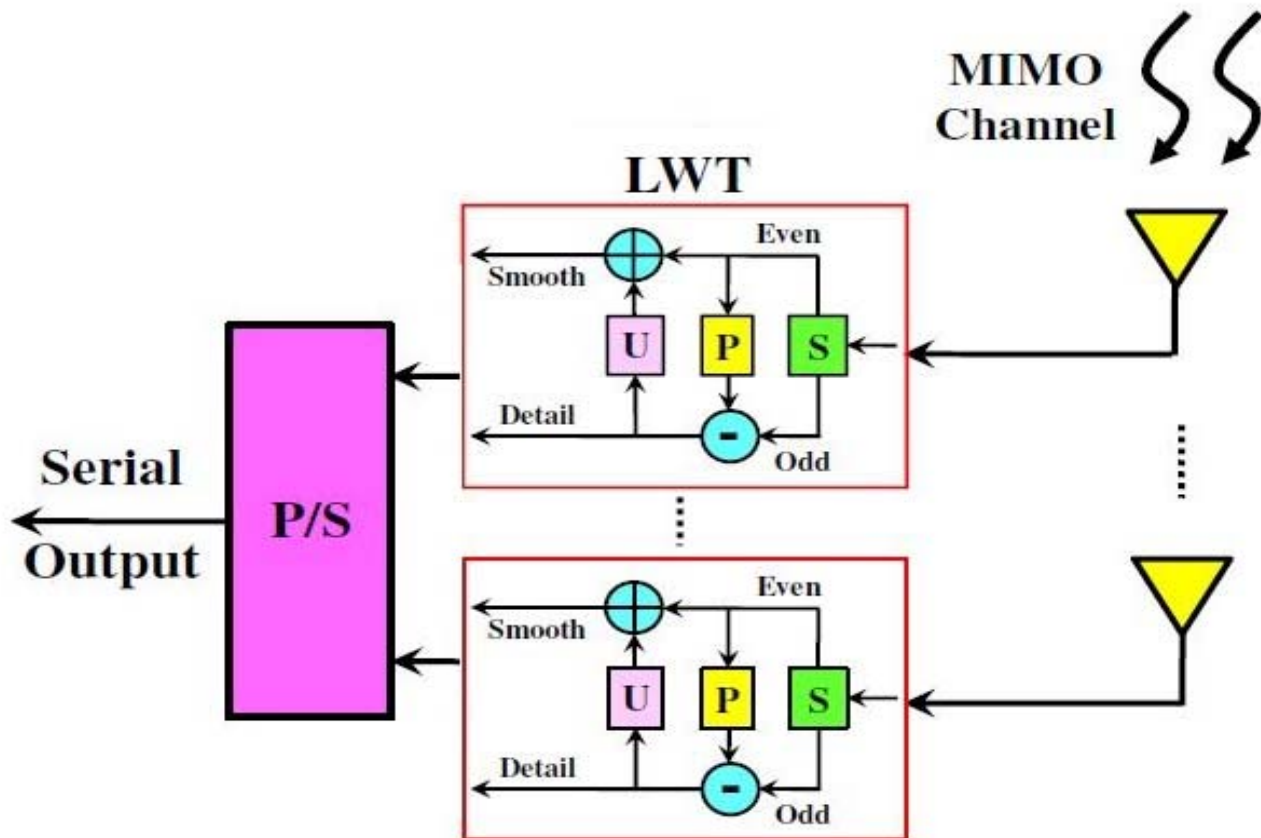 MIMO
Channel
LWT
Even
Smooth
U
P
S
Detail
-
Odd
Serial
Output
P/S
Even
Smooth
U
P
S
Detail
-
Odd